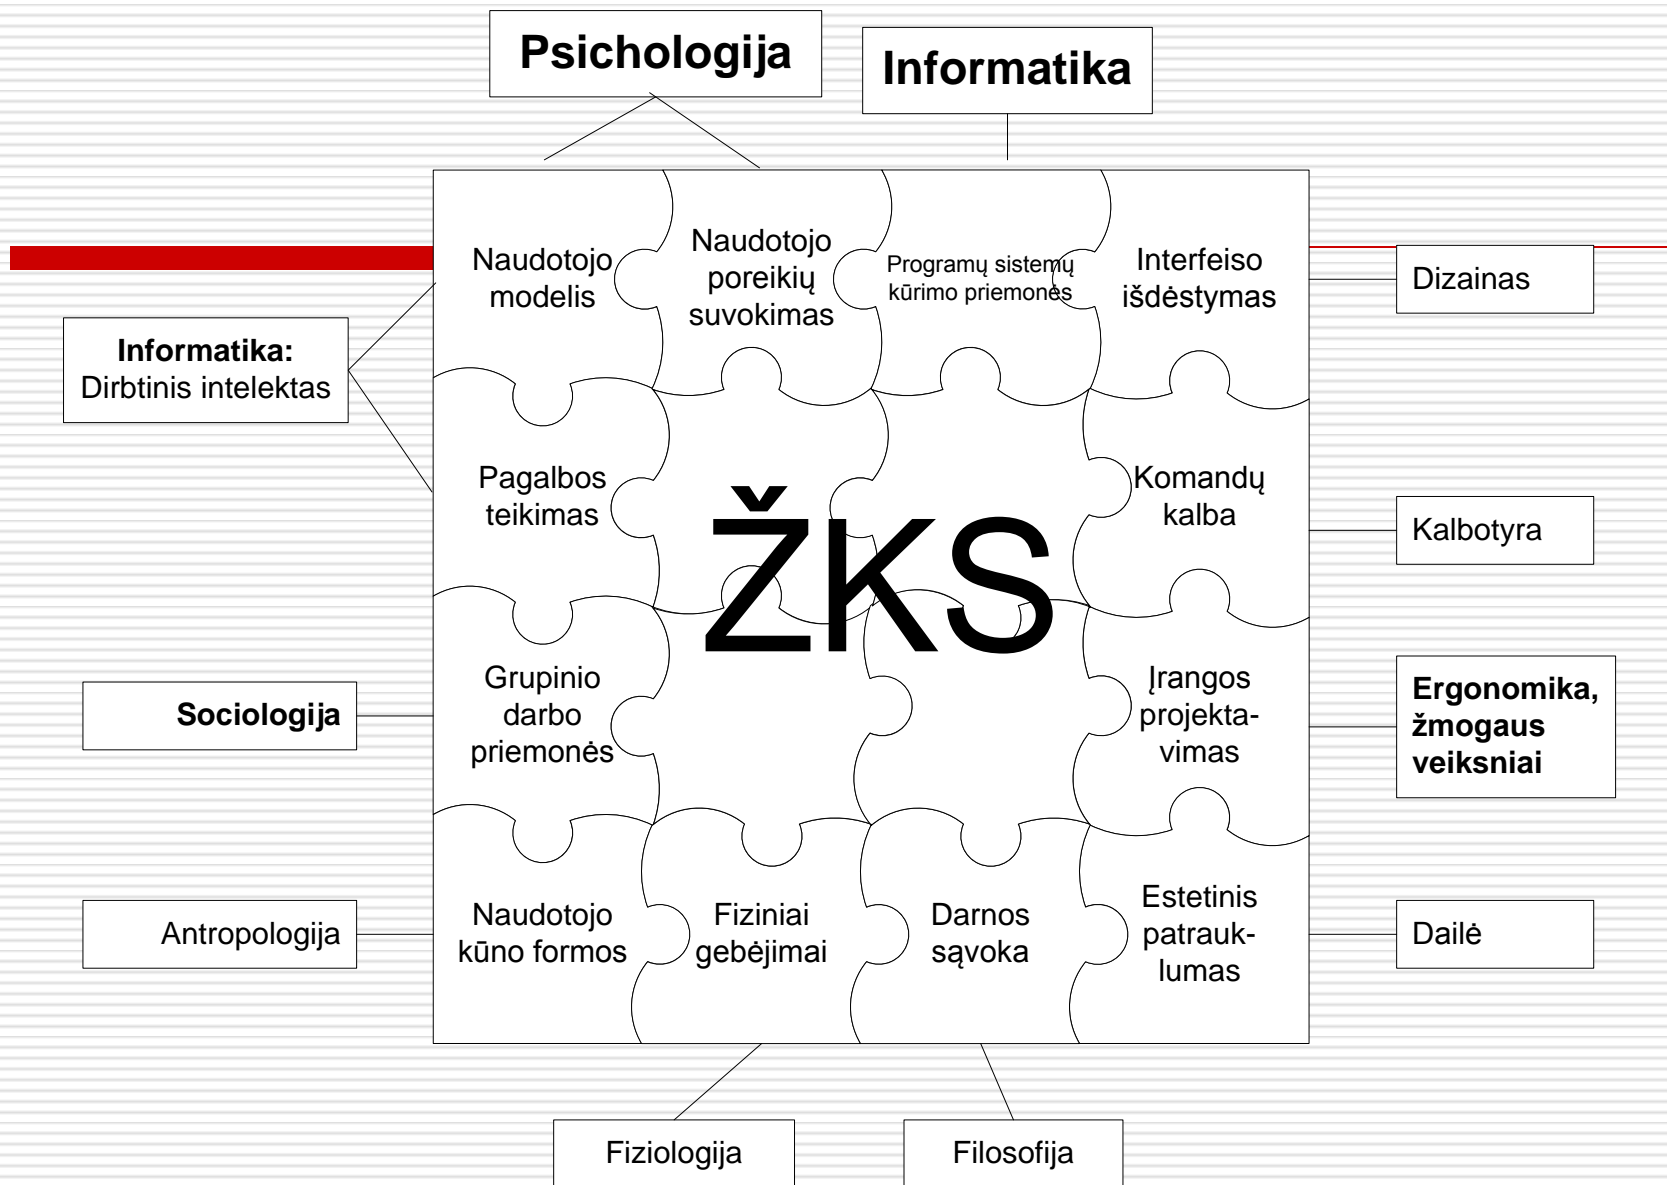 Psichologija
Informatika
Naudotojo
modelis
Naudotojo
poreikių
suvokimas
Programų sistemų
kūrimo priemonės
Interfeiso
išdėstymas
Dizainas
Informatika:
Dirbtinis intelektas
Pagalbos
teikimas
ŽKS
Komandų
kalba
Kalbotyra
Sociologija
Grupinio
darbo
priemonės
Įrangos
projekta-
vimas
Ergonomika,
žmogaus
veiksniai
Antropologija
Naudotojo
kūno formos
Fiziniai
gebėjimai
Darnos
sąvoka
Estetinis
patrauk-
lumas
Dailė
Fiziologija
Filosofija